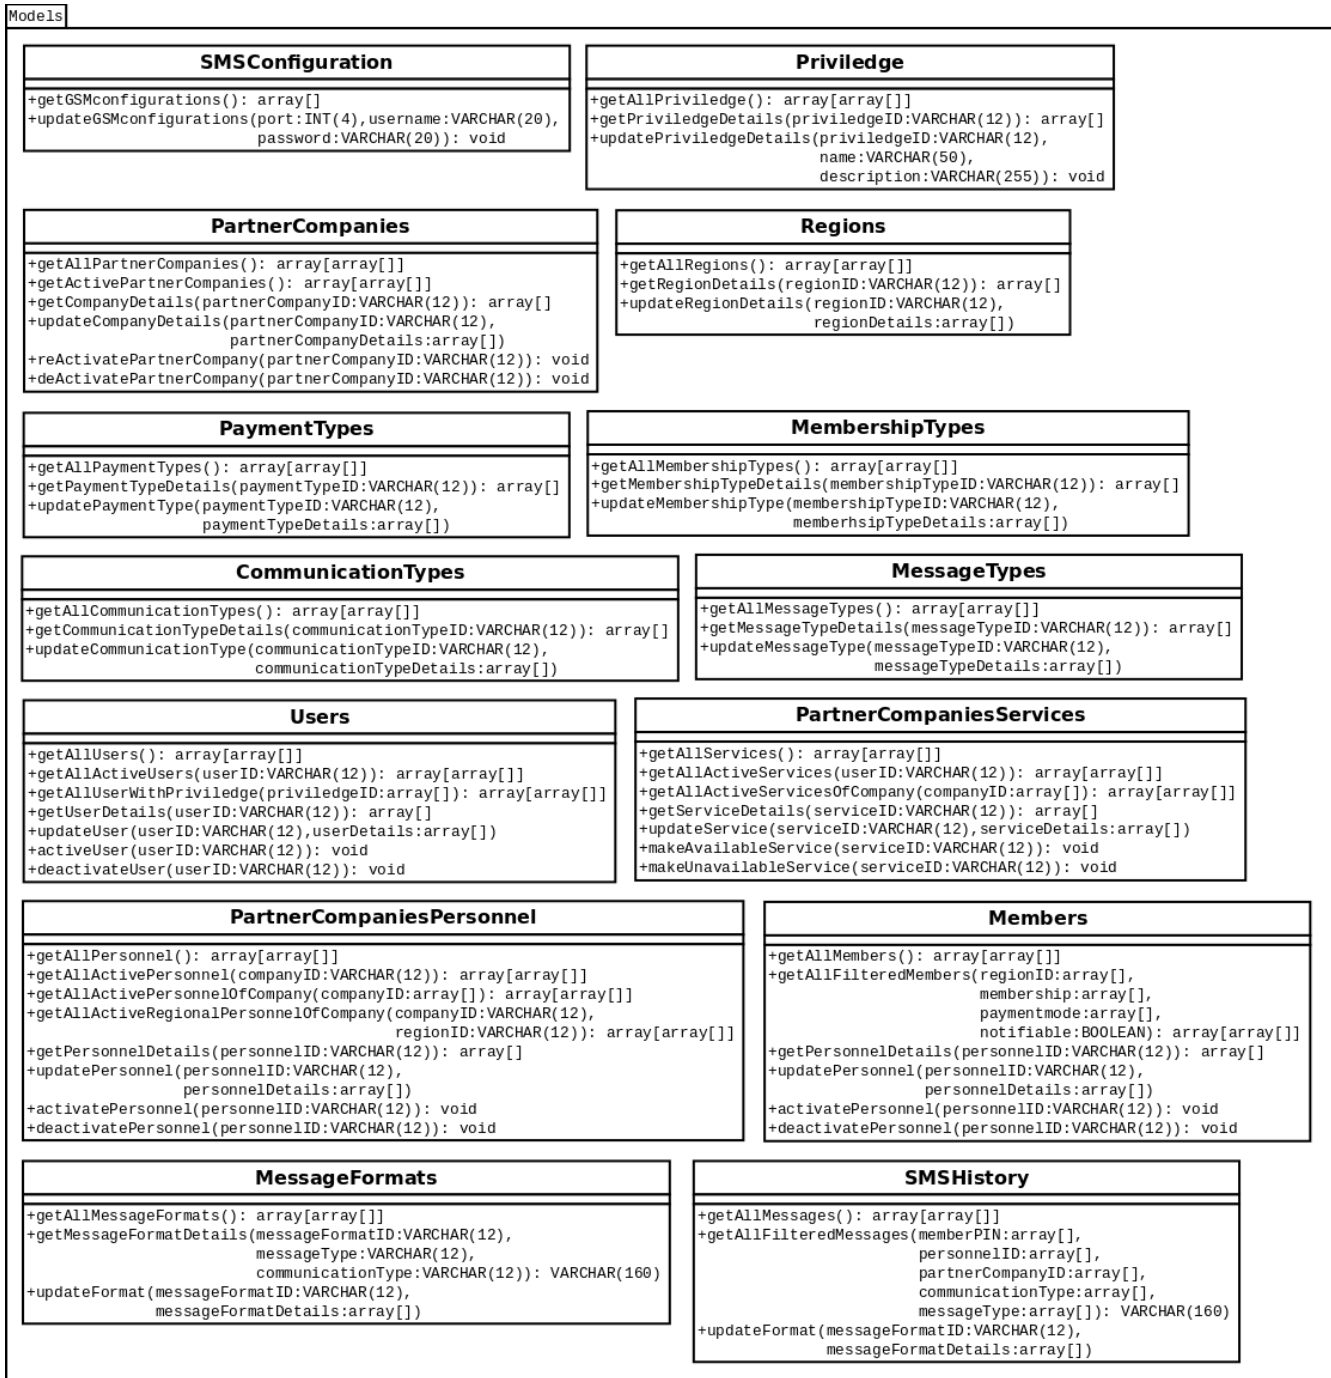 Models
SMSConfiguration
+getGSMconfigurations(): array[]
+updateGSMconfigurations(port:INT(4),username:VARCHAR(20),
password:VARCHAR(20)): void
Priviledge
+getAllPriviledge(): array[array[]]
+getPriviledgeDetails(priviledgeID:VARCHAR(12)): array[]
+updatePriviledgeDetails(priviledgeID:VARCHAR(12),
name:VARCHAR(50),
description:VARCHAR(255)): void
PartnerCompanies
+getAllPartnerCompanies(): array[array[]]
+getActivePartnerCompanies(): array[array[]]
+getCompanyDetails(partnerCompanyID:VARCHAR(12)): array[]
+updateCompanyDetails(partnerCompanyID:VARCHAR(12),
partnerCompanyDetails:array[])
+reActivatePartnerCompany(partnerCompanyID:VARCHAR(12)): void
+deActivatePartnerCompany(partnerCompanyID:VARCHAR(12)): void
Regions
+getAllRegions(): array[array[]]
+getRegionDetails(regionID:VARCHAR(12)): array[]
+updateRegionDetails(regionID:VARCHAR(12),
regionDetails:array[])
PaymentTypes
+getAllPaymentTypes(): array[array[]]
+getPaymentTypeDetails(paymentTypeID:VARCHAR(12)): array[]
+updatePaymentType(paymentTypeID:VARCHAR(12),
paymentTypeDetails:array[])
MembershipTypes
+getAllMembershipTypes(): array[array[]]
+getMembershipTypeDetails(membershipTypeID:VARCHAR(12)): array[]
+updateMembershipType(membershipTypeID:VARCHAR(12),
memberhsipTypeDetails:array[])
CommunicationTypes
+getAllCommunicationTypes(): array[array[]]
+getCommunicationTypeDetails(communicationTypeID:VARCHAR(12)): array[]
+updateCommunicationType(communicationTypeID:VARCHAR(12),
communicationTypeDetails:array[])
MessageTypes
+getAllMessageTypes(): array[array[]]
+getMessageTypeDetails(messageTypeID:VARCHAR(12)): array[]
+updateMessageType(messageTypeID:VARCHAR(12),
messageTypeDetails:array[])
Users
+getAllUsers(): array[array[]]
+getAllActiveUsers(userID:VARCHAR(12)): array[array[]]
+getAllUserWithPriviledge(priviledgeID:array[]): array[array[]]
+getUserDetails(userID:VARCHAR(12)): array[]
+updateUser(userID:VARCHAR(12),userDetails:array[])
+activeUser(userID:VARCHAR(12)): void
+deactivateUser(userID:VARCHAR(12)): void
PartnerCompaniesServices
+getAllServices(): array[array[]]
+getAllActiveServices(userID:VARCHAR(12)): array[array[]]
+getAllActiveServicesOfCompany(companyID:array[]): array[array[]]
+getServiceDetails(serviceID:VARCHAR(12)): array[]
+updateService(serviceID:VARCHAR(12),serviceDetails:array[])
+makeAvailableService(serviceID:VARCHAR(12)): void
+makeUnavailableService(serviceID:VARCHAR(12)): void
PartnerCompaniesPersonnel
+getAllPersonnel(): array[array[]]
+getAllActivePersonnel(companyID:VARCHAR(12)): array[array[]]
+getAllActivePersonnelOfCompany(companyID:array[]): array[array[]]
+getAllActiveRegionalPersonnelOfCompany(companyID:VARCHAR(12),
regionID:VARCHAR(12)): array[array[]]
+getPersonnelDetails(personnelID:VARCHAR(12)): array[]
+updatePersonnel(personnelID:VARCHAR(12),
personnelDetails:array[])
+activatePersonnel(personnelID:VARCHAR(12)): void
+deactivatePersonnel(personnelID:VARCHAR(12)): void
Members
+getAllMembers(): array[array[]]
+getAllFilteredMembers(regionID:array[],
membership:array[],
paymentmode:array[],
notifiable:BOOLEAN): array[array[]]
+getPersonnelDetails(personnelID:VARCHAR(12)): array[]
+updatePersonnel(personnelID:VARCHAR(12),
personnelDetails:array[])
+activatePersonnel(personnelID:VARCHAR(12)): void
+deactivatePersonnel(personnelID:VARCHAR(12)): void
MessageFormats
+getAllMessageFormats(): array[array[]]
+getMessageFormatDetails(messageFormatID:VARCHAR(12),
messageType:VARCHAR(12),
communicationType:VARCHAR(12)): VARCHAR(160)
+updateFormat(messageFormatID:VARCHAR(12),
messageFormatDetails:array[])
SMSHistory
+getAllMessages(): array[array[]]
+getAllFilteredMessages(memberPIN:array[],
personnelID:array[],
partnerCompanyID:array[],
communicationType:array[],
messageType:array[]): VARCHAR(160)
+updateFormat(messageFormatID:VARCHAR(12),
messageFormatDetails:array[])